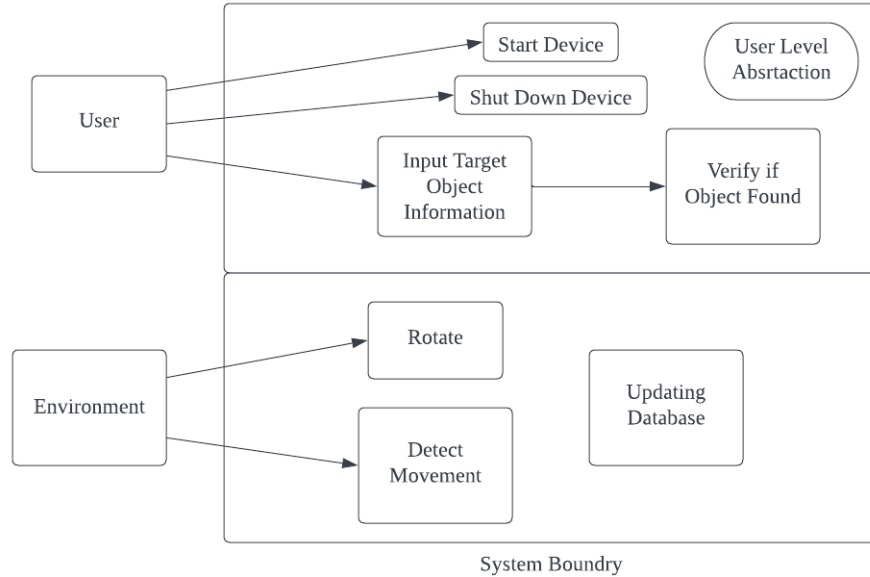 Start Device
User Level
Absrtaction
Shut Down Device
User
Input Target
Object
Information
Verify if
Object Found
Rotate
Environment
Updating
Database
Detect
Movement
System Boundry